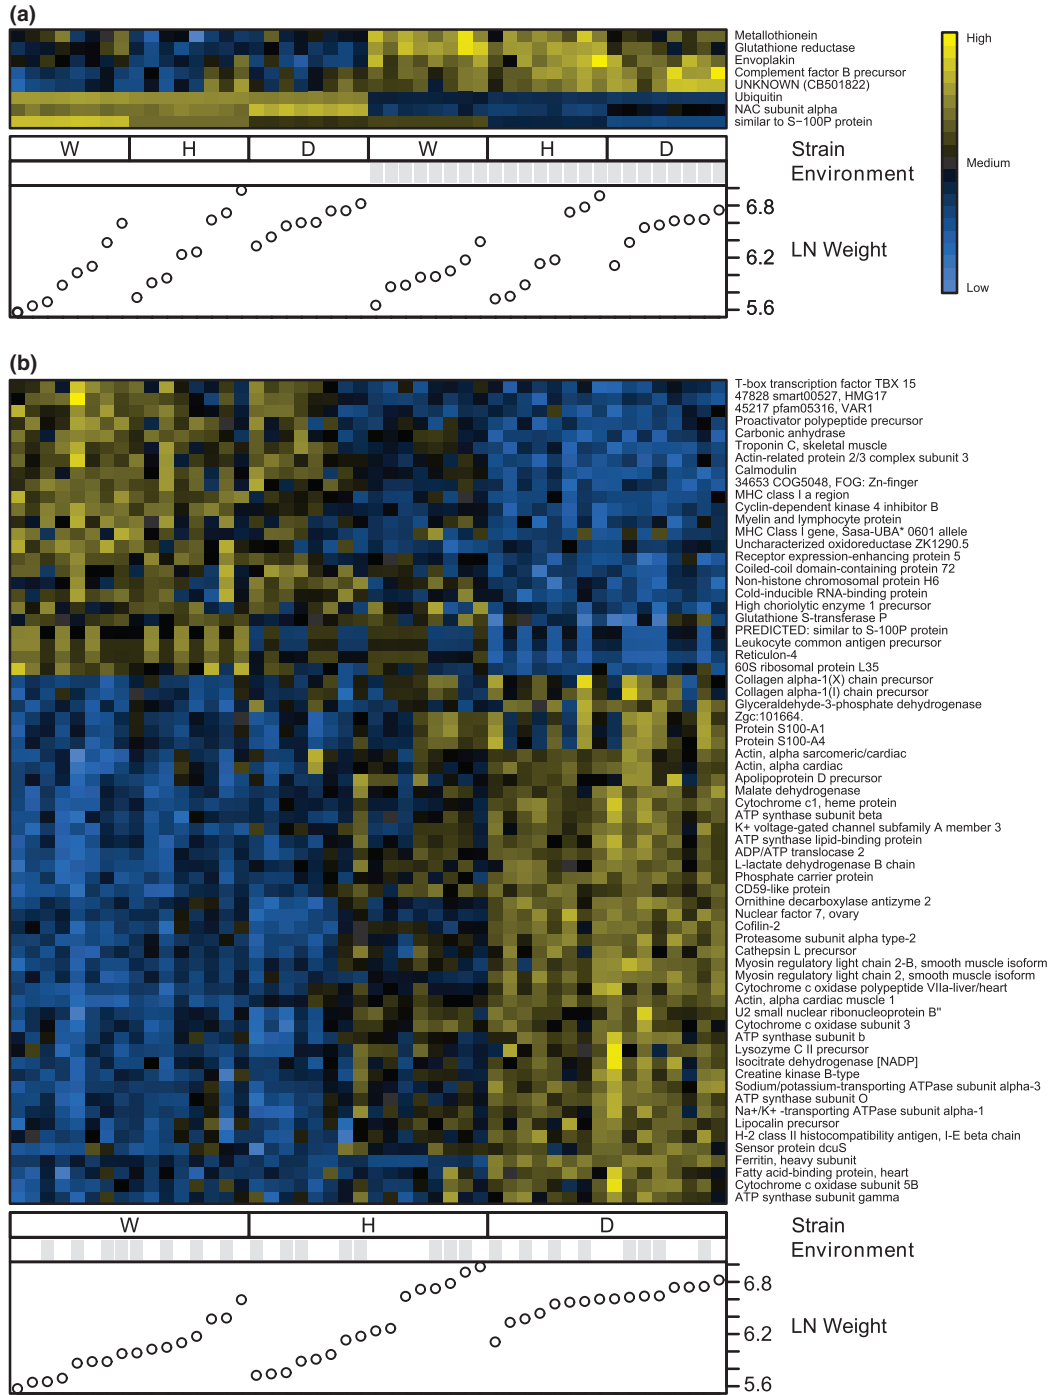 (a)
Metallothionein
Glutathione reductase
Envoplakin
Complement factor B precursor
UNKNOWN (CB501822)
Ubiquitin
NAC subunit alpha
similar to S−100P protein
High
Medium
Low
W H D W H D
Strain
Environment
6.8
6.2
5.6
LN Weight
(b)
T-box transcription factor TBX 15
47828 smart00527, HMG17
45217 pfam05316, VAR1
Proactivator polypeptide precursor
Carbonic anhydrase
Troponin C, skeletal muscle
Actin-related protein 2/3 complex subunit 3
Calmodulin
34653 COG5048, FOG: Zn-finger
MHC class I a region
Cyclin-dependent kinase 4 inhibitor B
Myelin and lymphocyte protein
MHC Class I gene, Sasa-UBA* 0601 allele
Uncharacterized oxidoreductase ZK1290.5
Receptor expression-enhancing protein 5
Coiled-coil domain-containing protein 72
Non-histone chromosomal protein H6
Cold-inducible RNA-binding protein
High choriolytic enzyme 1 precursor
Glutathione S-transferase P
PREDICTED: similar to S-100P protein
Leukocyte common antigen precursor
Reticulon-4
60S ribosomal protein L35
Collagen alpha-1(X) chain precursor
Collagen alpha-1(I) chain precursor
Glyceraldehyde-3-phosphate dehydrogenase
Zgc:101664.
Protein S100-A1
Protein S100-A4
Actin, alpha sarcomeric/cardiac
Actin, alpha cardiac
Apolipoprotein D precursor
Malate dehydrogenase
Cytochrome c1, heme protein
ATP synthase subunit beta
K+ voltage-gated channel subfamily A member 3
ATP synthase lipid-binding protein
ADP/ATP translocase 2
L-lactate dehydrogenase B chain
Phosphate carrier protein
CD59-like protein
Ornithine decarboxylase antizyme 2
Nuclear factor 7, ovary
Cofilin-2
Proteasome subunit alpha type-2
Cathepsin L precursor
Myosin regulatory light chain 2-B, smooth muscle isoform
Myosin regulatory light chain 2, smooth muscle isoform
Cytochrome c oxidase polypeptide VIIa-liver/heart
Actin, alpha cardiac muscle 1
U2 small nuclear ribonucleoprotein B"
Cytochrome c oxidase subunit 3
ATP synthase subunit b
Lysozyme C II precursor
Isocitrate dehydrogenase [NADP]
Creatine kinase B-type
Sodium/potassium-transporting ATPase subunit alpha-3
ATP synthase subunit O
Na+/K+ -transporting ATPase subunit alpha-1
Lipocalin precursor
H-2 class II histocompatibility antigen, I-E beta chain
Sensor protein dcuS
Ferritin, heavy subunit
Fatty acid-binding protein, heart
Cytochrome c oxidase subunit 5B
ATP synthase subunit gamma
W H D
Strain
Environment
6.8
6.2
5.6
LN Weight